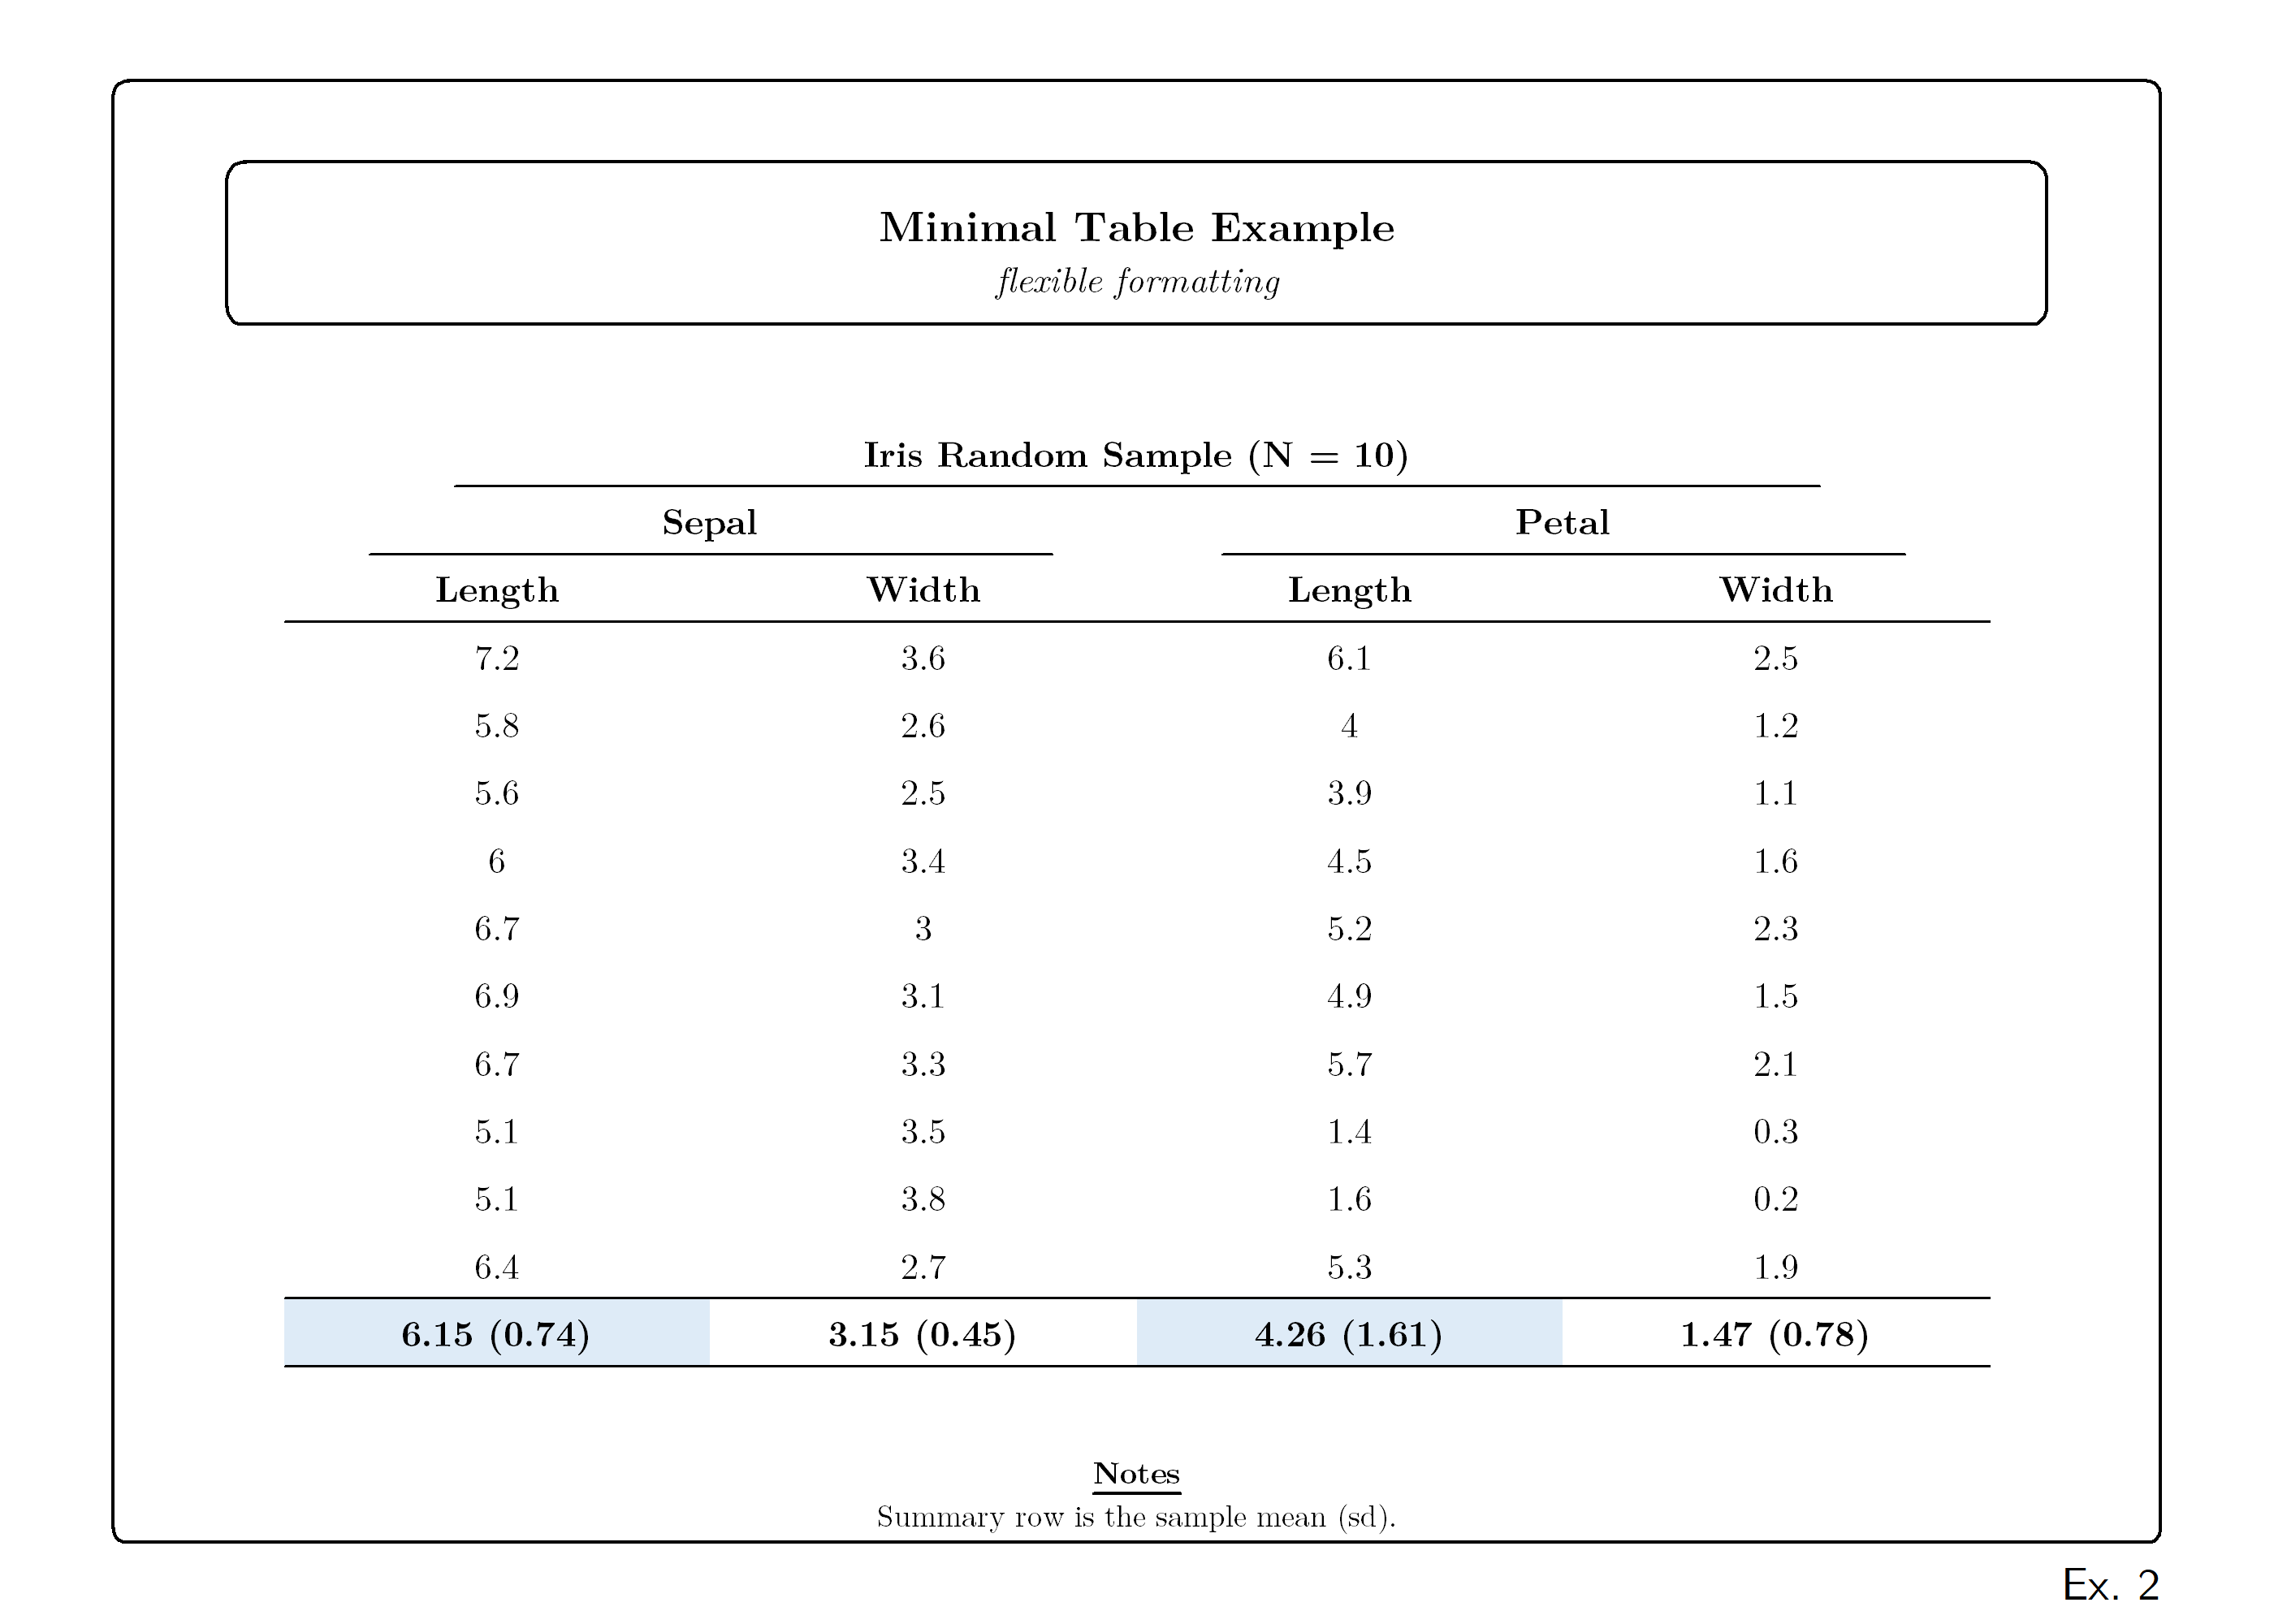 Minimal Table Example
flexible formatting
Iris Random Sample (N = 10)
Sepal Petal
Length Width Length Width
7.2 3.6 6.1 2.5
5.8 2.6 4 1.2
5.6 2.5 3.9 1.1
6 3.4 4.5 1.6
6.7 3 5.2 2.3
6.9 3.1 4.9 1.5
6.7 3.3 5.7 2.1
5.1 3.5 1.4 0.3
5.1 3.8 1.6 0.2
6.4 2.7 5.3 1.9
6.15 (0.74) 3.15 (0.45) 4.26 (1.61) 1.47 (0.78)
Notes
Summary row is the sample mean (sd).
Ex. 2